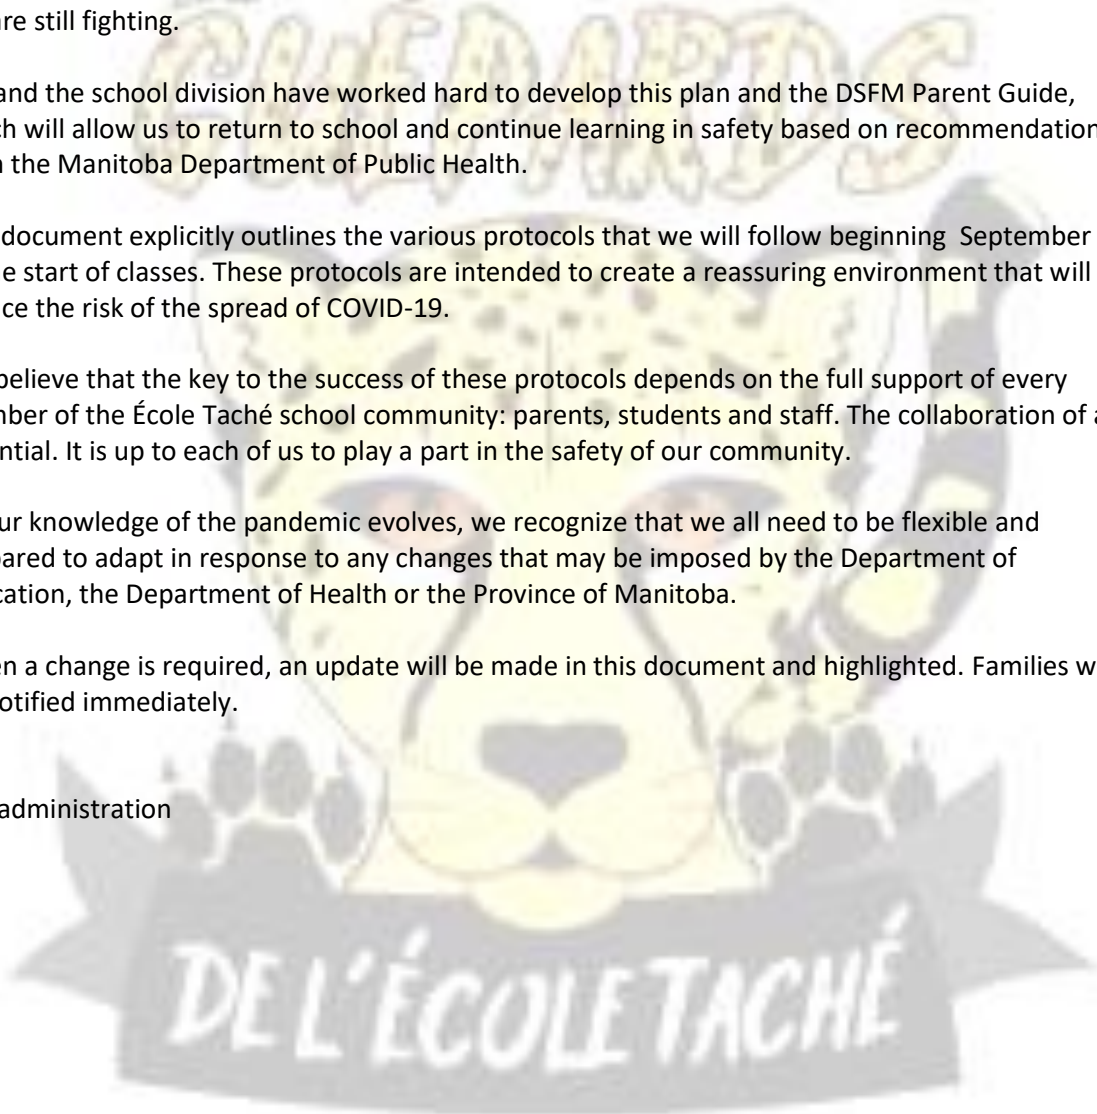 re still fighting.
GUÉPARDS
and the school division have worked hard to develop this plan and the DSFM Parent Guide,
ch will allow us to return to school and continue learning in safety based on recommendation
the Manitoba Department of Public Health.
document explicitly outlines the various protocols that we will follow beginning September
e start of classes. These protocols are intended to create a reassuring environment that will
ce the risk of the spread of COVID-19.
believe that the key to the success of these protocols depends on the full support of every
mber of the École Taché school community: parents, students and staff. The collaboration of a
ntial. It is up to each of us to play a part in the safety of our community.
ur knowledge of the pandemic evolves, we recognize that we all need to be flexible and
pared to adapt in response to any changes that may be imposed by the Department of
cation, the Department of Health or the Province of Manitoba.
en a change is required, an update will be made in this document and highlighted. Families w
otified immediately.
administration
DE L'ÉCOLE TACHÉ